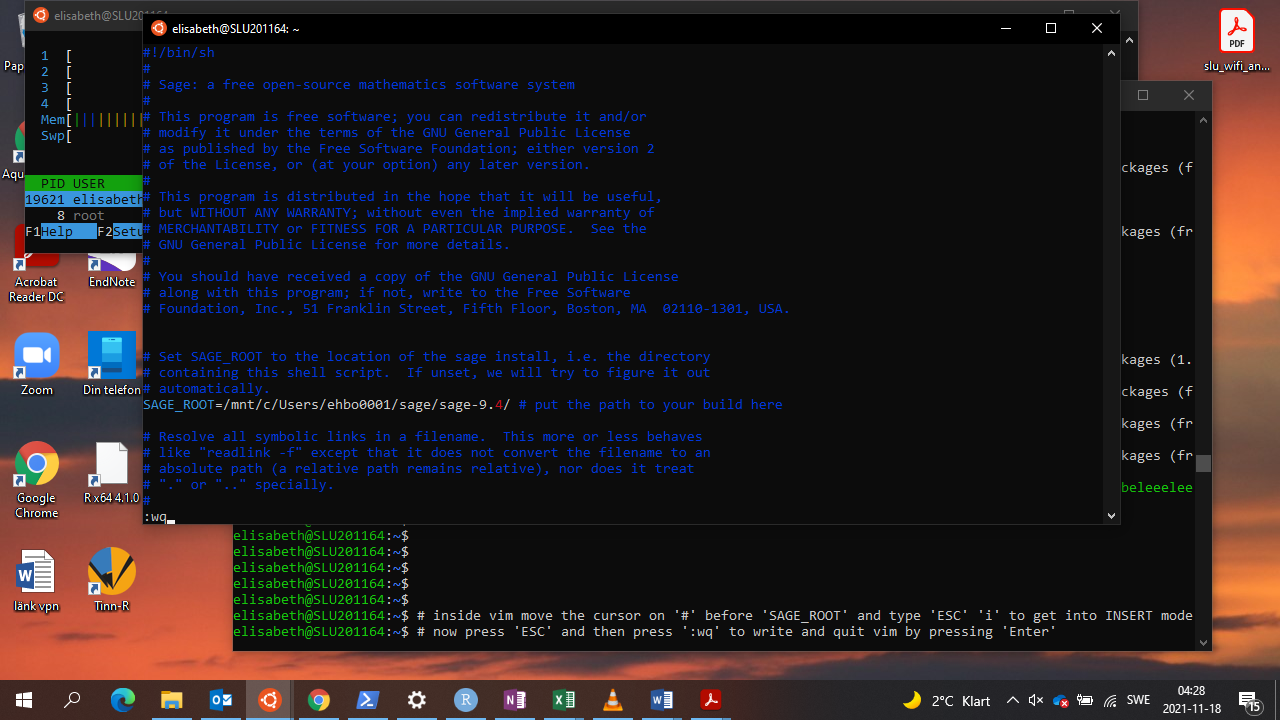 elisabeth@SLU201164: ~
#!/bin/sh
#
# Sage: a free open-source mathematics software system
#
# This program is free software; you can redistribute it and/or
# modify it under the terms of the GNU General Public License
# as published by the Free Software Foundation; either version 2
# of the License, or (at your option) any later version.
#
# This program is distributed in the hope that it will be useful,
# but WITHOUT ANY WARRANTY; without even the implied warranty of
# MERCHANTABILITY or FITNESS FOR A PARTICULAR PURPOSE.  See the
# GNU General Public License for more details.
#
# You should have received a copy of the GNU General Public License
# along with this program; if not, write to the Free Software
# Foundation, Inc., 51 Franklin Street, Fifth Floor, Boston, MA  02110-1301, USA.
# Set SAGE_ROOT to the location of the sage install, i.e. the directory
# containing this shell script.  If unset, we will try to figure it out
# automatically.
SAGE_ROOT=/mnt/c/Users/ehbo0001/sage/sage-9.4/ # put the path to your build here
# Resolve all symbolic links in a filename.  This more or less behaves
# like "readlink -f" except that it does not convert the filename to an
# absolute path (a relative path remains relative), nor does it treat
# "." or ".." specially.
#
:wq
elisabeth@SLU
1 [
2 [
3 [
4 [
Mem[||||||||
Swp[
PID USER
19621 elisabeth
8 root
F1Help F2Setu
ckages (f
kages (fr
kages (1.
ckages (f
kages (fr
kages (fr
beleeelee
elisabeth@SLU201164:~$
elisabeth@SLU201164:~$
elisabeth@SLU201164:~$
elisabeth@SLU201164:~$
elisabeth@SLU201164:~$
elisabeth@SLU201164:~$ # inside vim move the cursor on '#' before 'SAGE_ROOT' and type 'ESC' 'i' to get into INSERT mode
elisabeth@SLU201164:~$ # now press 'ESC' and then press ':wq' to write and quit vim by pressing 'Enter'
Pap
Aqu
Acrobat
Reader DC
EndNote
Zoom
Din telefon
Google
Chrome
R x64 4.1.0
länk vpn
Tinn-R
PDF
slu_wifi_an...
2°C Klart
SWE
04:28
2021-11-18
15